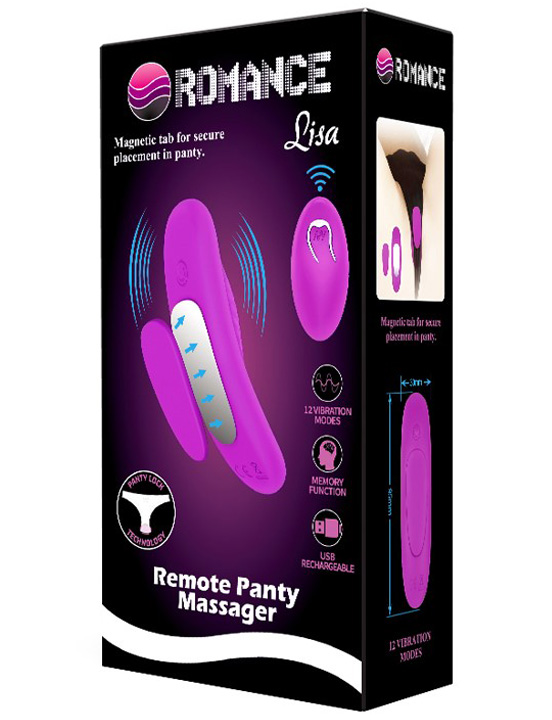 ROMANCE
Lisa
Magnetic tab for secure
placement in panty.
12 VIBRATION
MODES
MEMORY
FUNCTION
USB
RECHARGEABLE
PANTY LOCK
TECHNOLOGY
Remote Panty
Massager
ROMANCE
Magnetic tab for secure
placement in panty.
12 VIBRATION
MODES